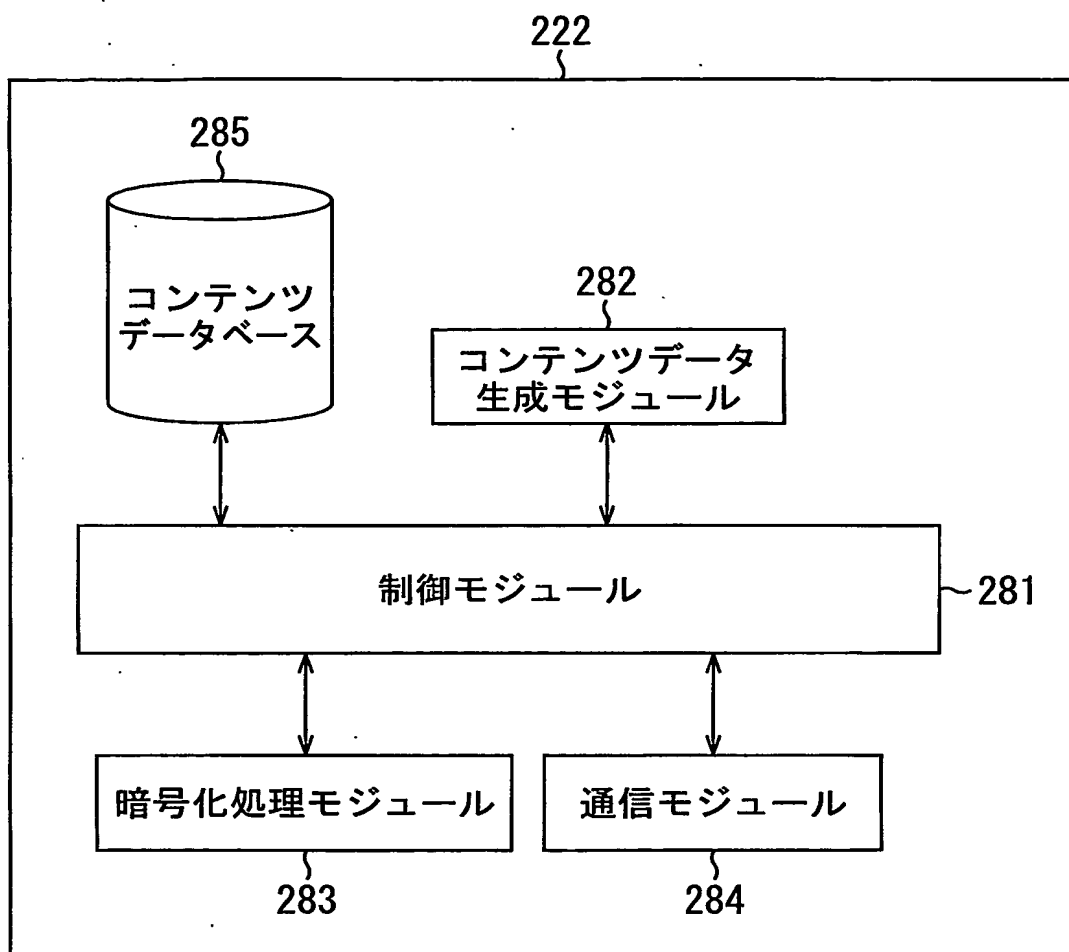 222
285
コンテンツ
データベース
282
コンテンツデータ
生成モジュール
制御モジュール
281
暗号化処理モジュール
通信モジュール
283
284